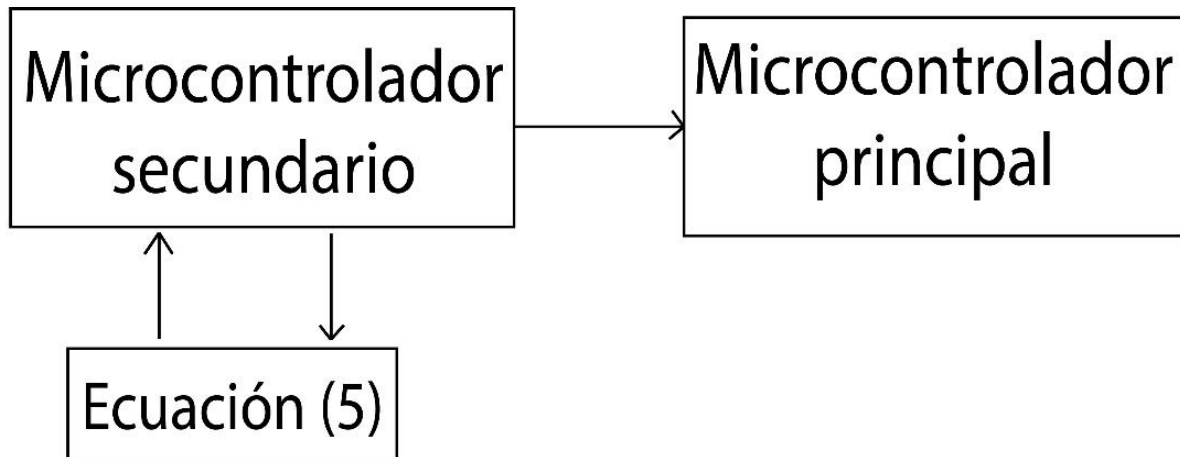 Microcontrolador
secundario
Microcontrolador
principal
Ecuación (5)